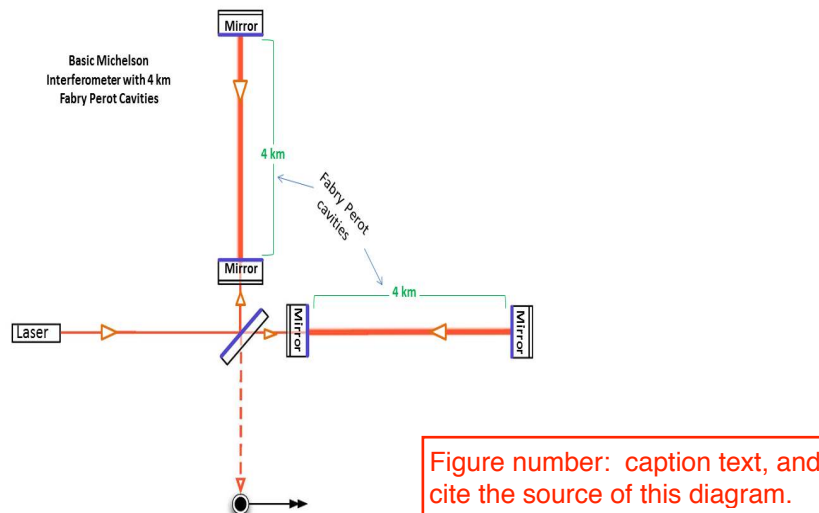 Mirror
Basic Michelson
Interferometer with 4 km
Fabry Perot Cavities
4 km
Fabry Perot
cavities
Mirror
4 km
Laser
Mirror
Mirror
Figure number: caption text, and
cite the source of this diagram.